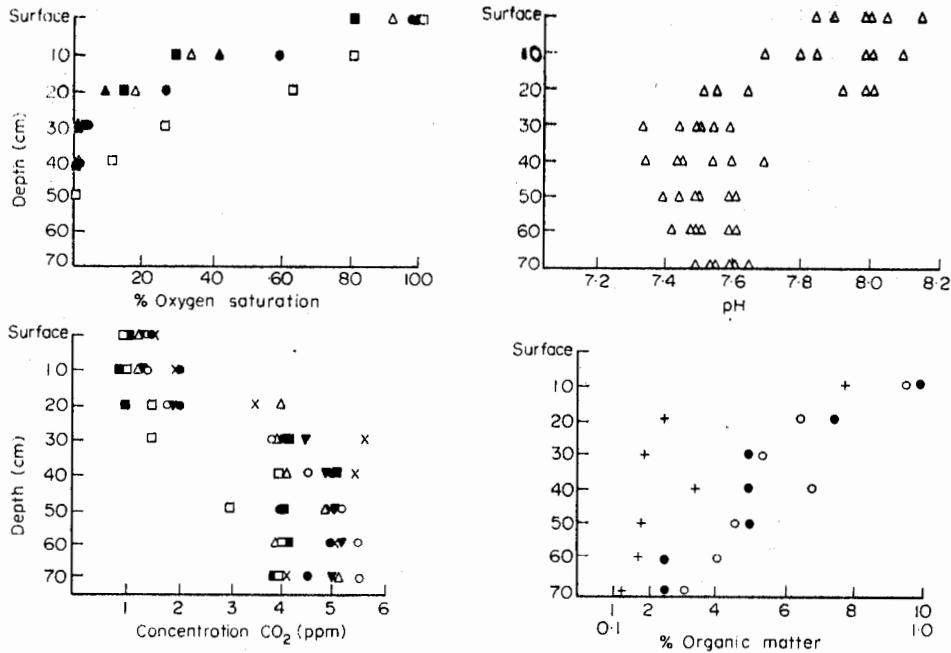 Surface
10
20
30
40
50
60
70
Depth (cm)
20 40 60 80 100
% Oxygen saturation
Surface
10
20
30
40
50
60
70
7·2 7·4 7·6 7·8 8·0 8·2
pH
Surface
10
20
30
40
50
60
70
Depth (cm)
1 2 3 4 5 6
Concentration CO₂ (ppm)
Surface
10
20
30
40
50
60
70
1 2 4 6 8 10
0·1 1·0
% Organic matter